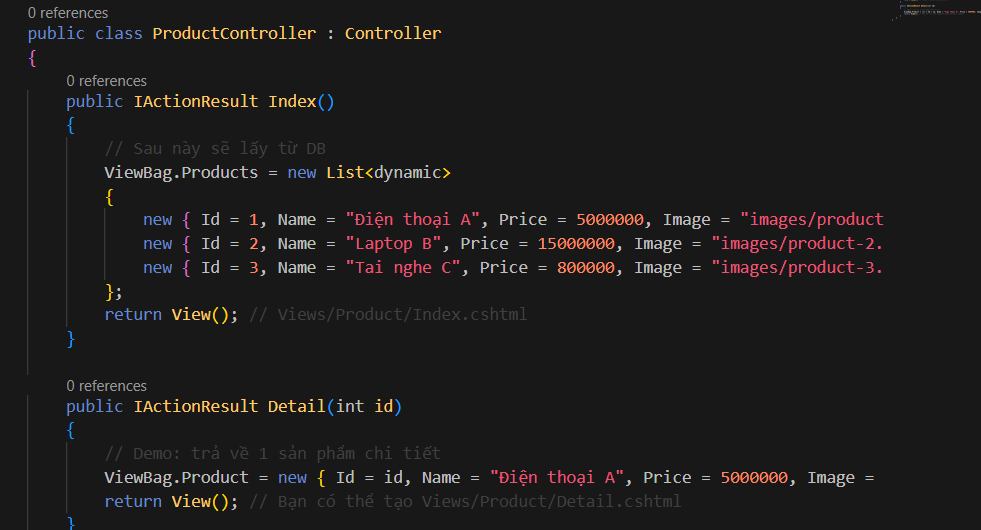 0 references
public class ProductController : Controller
{
0 references
public IActionResult Index()
{
// Sau này sẽ lấy từ DB
ViewBag.Products = new List<dynamic>
{
new { Id = 1, Name = "Điện thoại A", Price = 5000000, Image = "images/product
new { Id = 2, Name = "Laptop B", Price = 15000000, Image = "images/product-2.
new { Id = 3, Name = "Tai nghe C", Price = 800000, Image = "images/product-3.
};
return View(); // Views/Product/Index.cshtml
}
0 references
public IActionResult Detail(int id)
{
// Demo: trả về 1 sản phẩm chi tiết
ViewBag.Product = new { Id = id, Name = "Điện thoại A", Price = 5000000, Image =
return View(); // Bạn có thể tạo Views/Product/Detail.cshtml
}